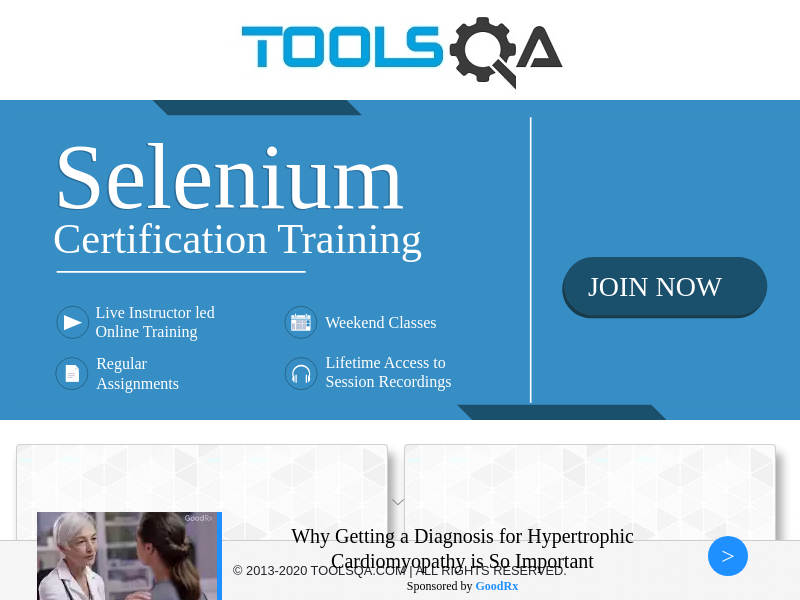 TOOLSQA
Selenium
Certification Training
JOIN NOW
Live Instructor led
Online Training
Weekend Classes
Regular
Assignments
Lifetime Access to
Session Recordings
GoodRx
Why Getting a Diagnosis for Hypertrophic
Cardiomyopathy is So Important
© 2013-2020 TOOLSQA.COM | ALL RIGHTS RESERVED.
Sponsored by GoodRx
>